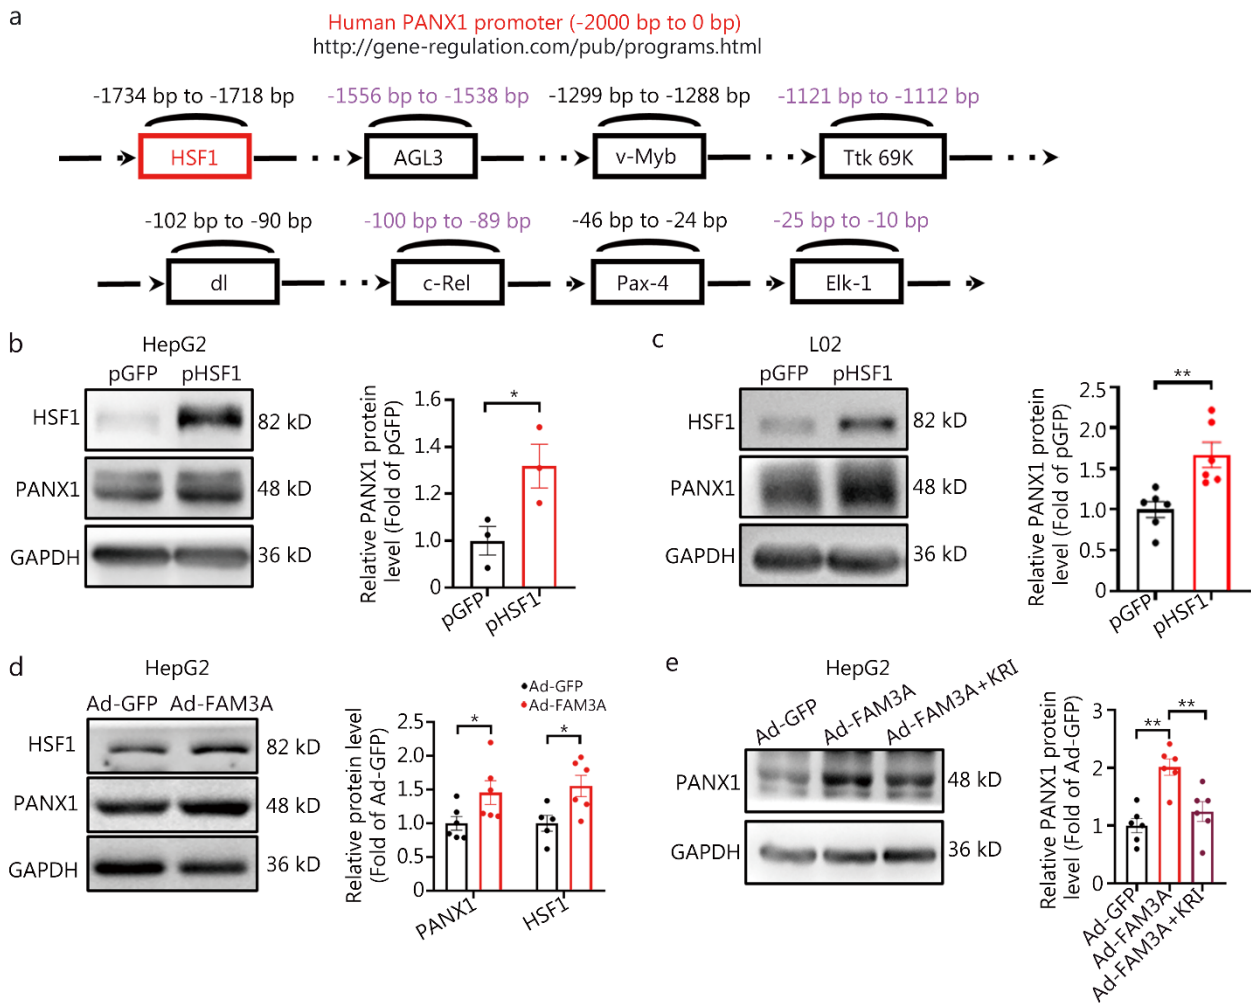 a
Human PANX1 promoter (-2000 bp to 0 bp)
http://gene-regulation.com/pub/programs.html
-1734 bp to -1718 bp
-1556 bp to -1538 bp
-1299 bp to -1288 bp
-1121 bp to -1112 bp
HSF1
AGL3
v-Myb
Ttk 69K
-102 bp to -90 bp
-100 bp to -89 bp
-46 bp to -24 bp
-25 bp to -10 bp
dl
c-Rel
Pax-4
Elk-1
b
HepG2
pGFP pHSF1
HSF1
82 kD
PANX1
48 kD
GAPDH
36 kD
Relative PANX1 protein
level (Fold of pGFP)
1.6
1.4
1.2
1.0
0
*
pGFP
pHSF1
c
L02
pGFP pHSF1
HSF1
82 kD
PANX1
48 kD
GAPDH
36 kD
Relative PANX1 protein
level (Fold of pGFP)
2.5
2.0
1.5
1.0
0.5
0
**
pGFP
pHSF1
d
HepG2
Ad-GFP Ad-FAM3A
HSF1
82 kD
PANX1
48 kD
GAPDH
36 kD
Relative protein level
(Fold of Ad-GFP)
Ad-GFP
Ad-FAM3A
2.5
2.0
1.5
1.0
0.5
0
*
*
PANX1
HSF1
e
HepG2
Ad-GFP
Ad-FAM3A
Ad-FAM3A+KRI
PANX1
48 kD
GAPDH
36 kD
Relative PANX1 protein
level (Fold of Ad-GFP)
3
2
1
0
**
**
Ad-GFP
Ad-FAM3A
Ad-FAM3A+KRI